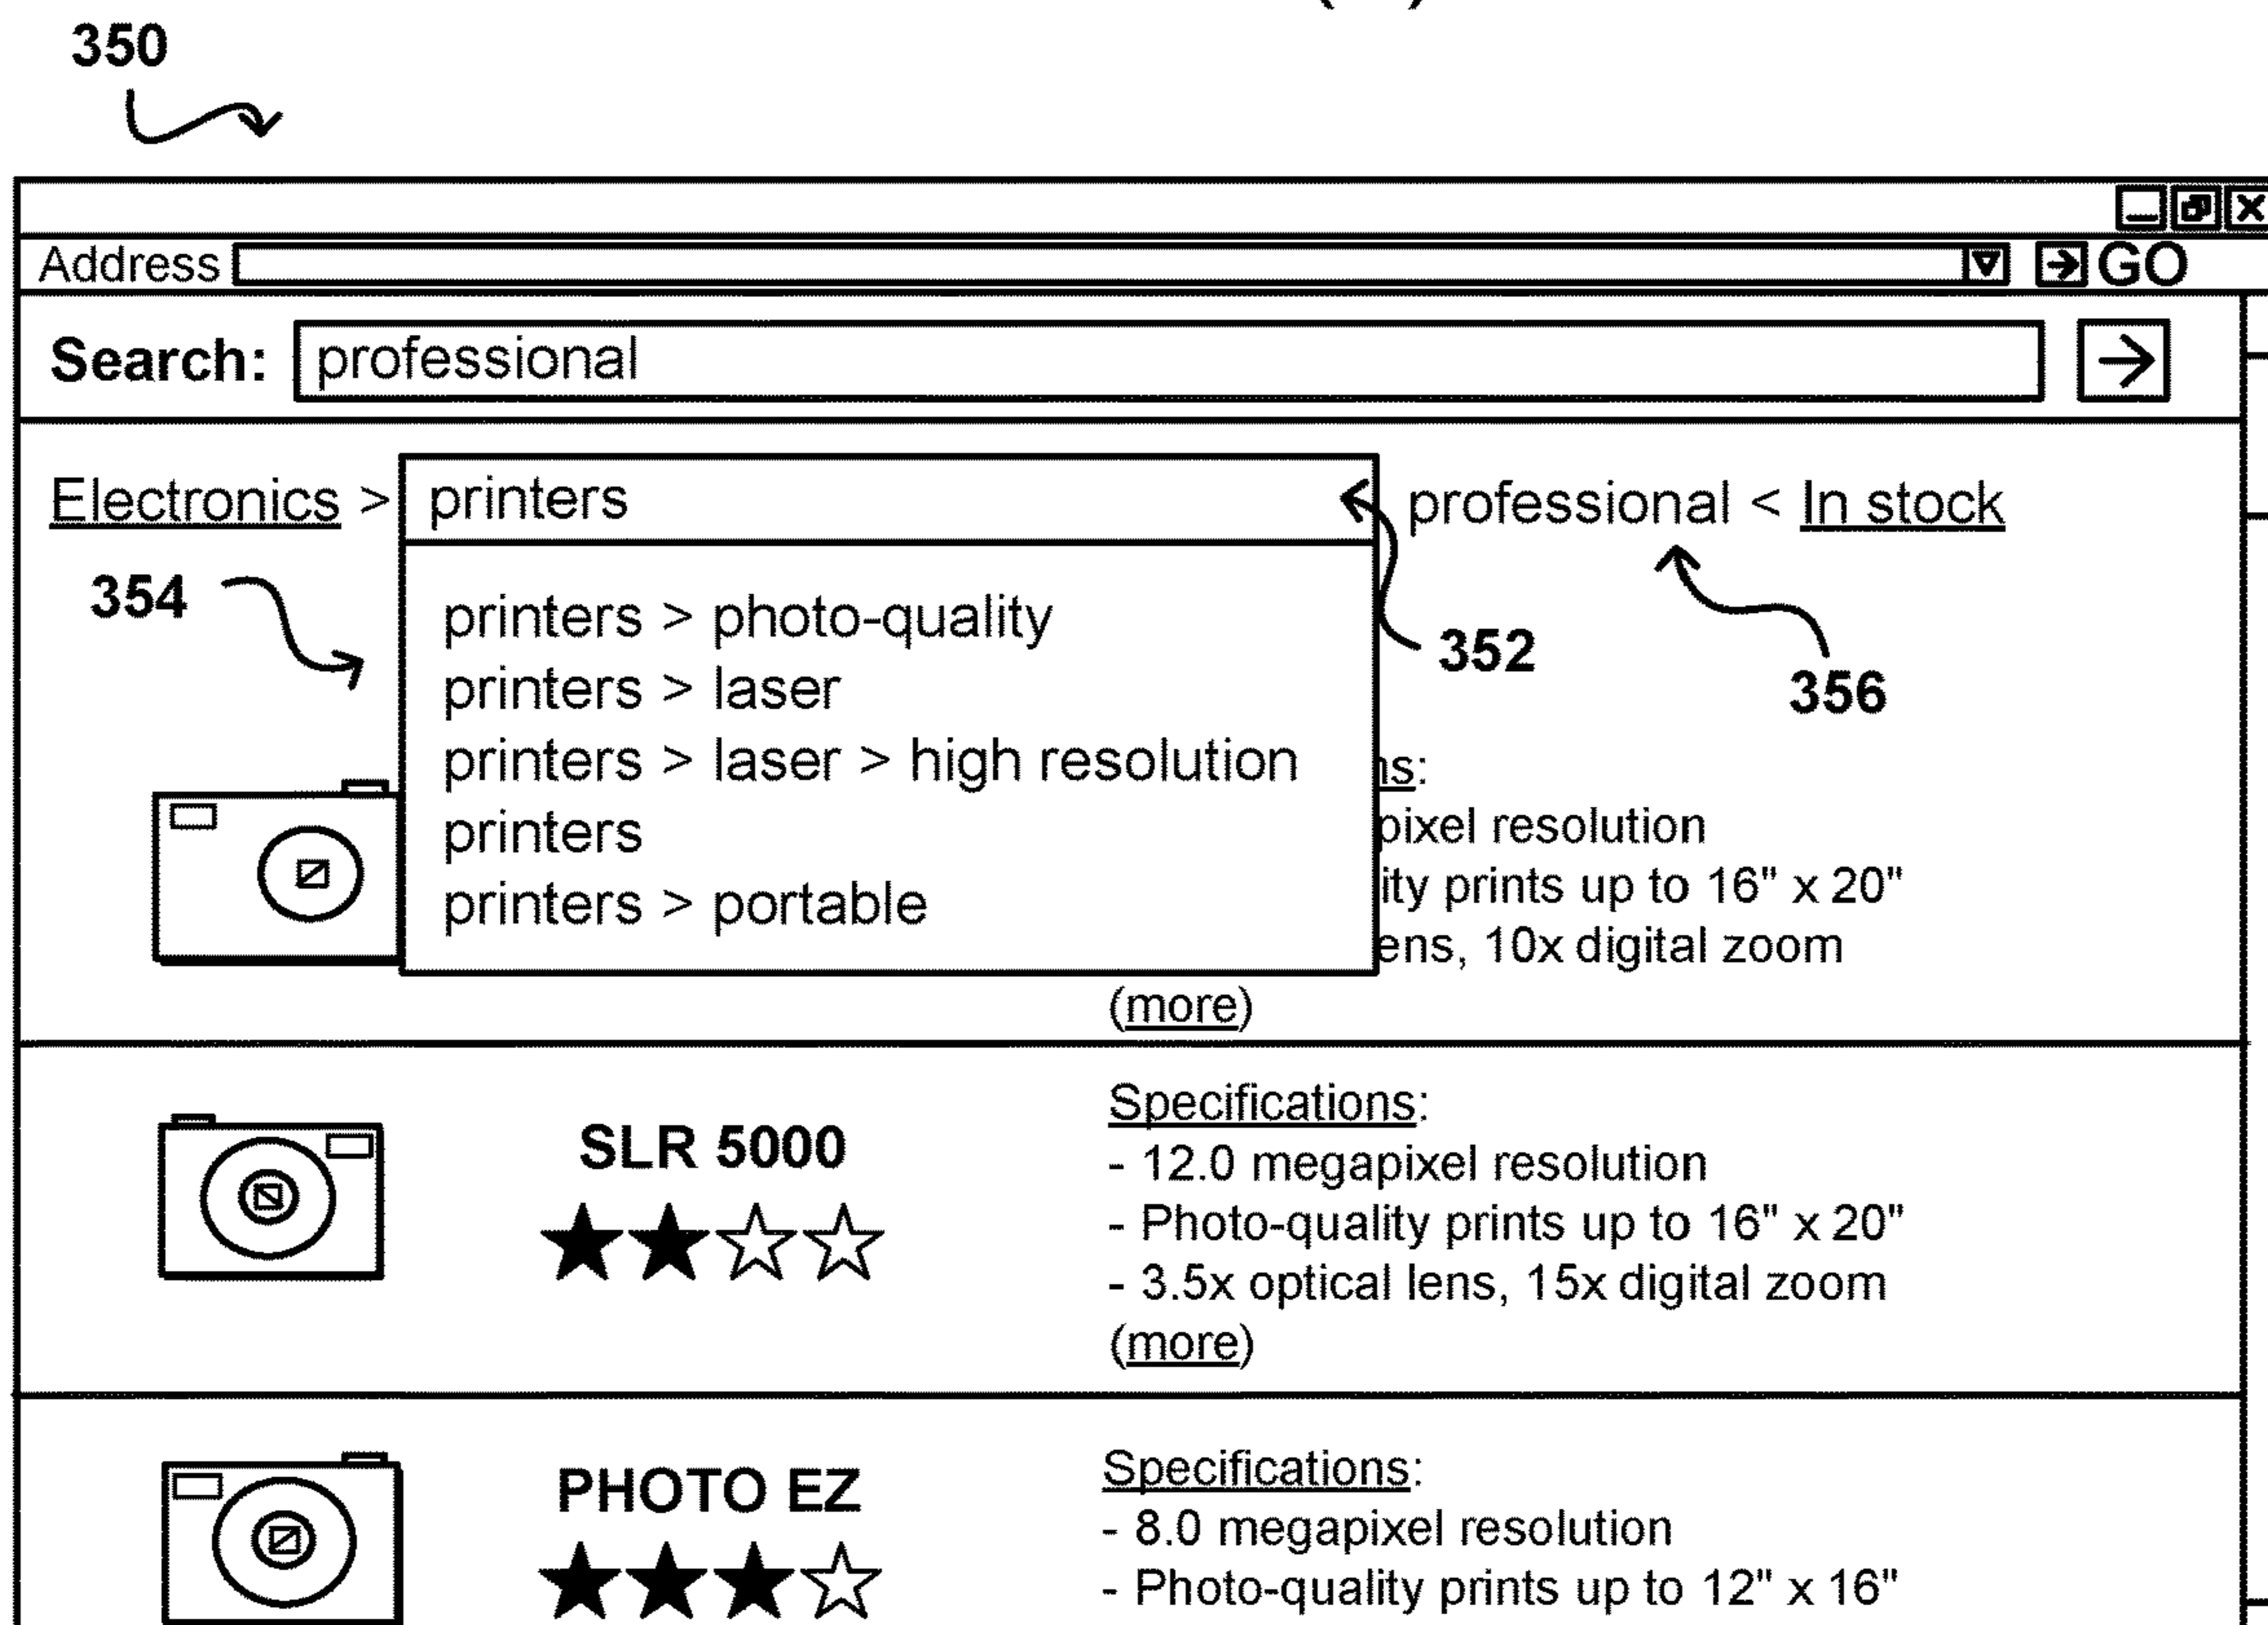 350
Address GO
Search: professional
Electronics > printers professional < In stock
354
printers > photo-quality
352
printers > laser
356
printers > laser > high resolution
printers
pixel resolution
printers > portable
prints up to 16" x 20"
10x digital zoom
(more)
SLR 5000
Specifications:
- 12.0 megapixel resolution
- Photo-quality prints up to 16" x 20"
- 3.5x optical lens, 15x digital zoom
(more)
PHOTO EZ
Specifications:
- 8.0 megapixel resolution
- Photo-quality prints up to 12" x 16"